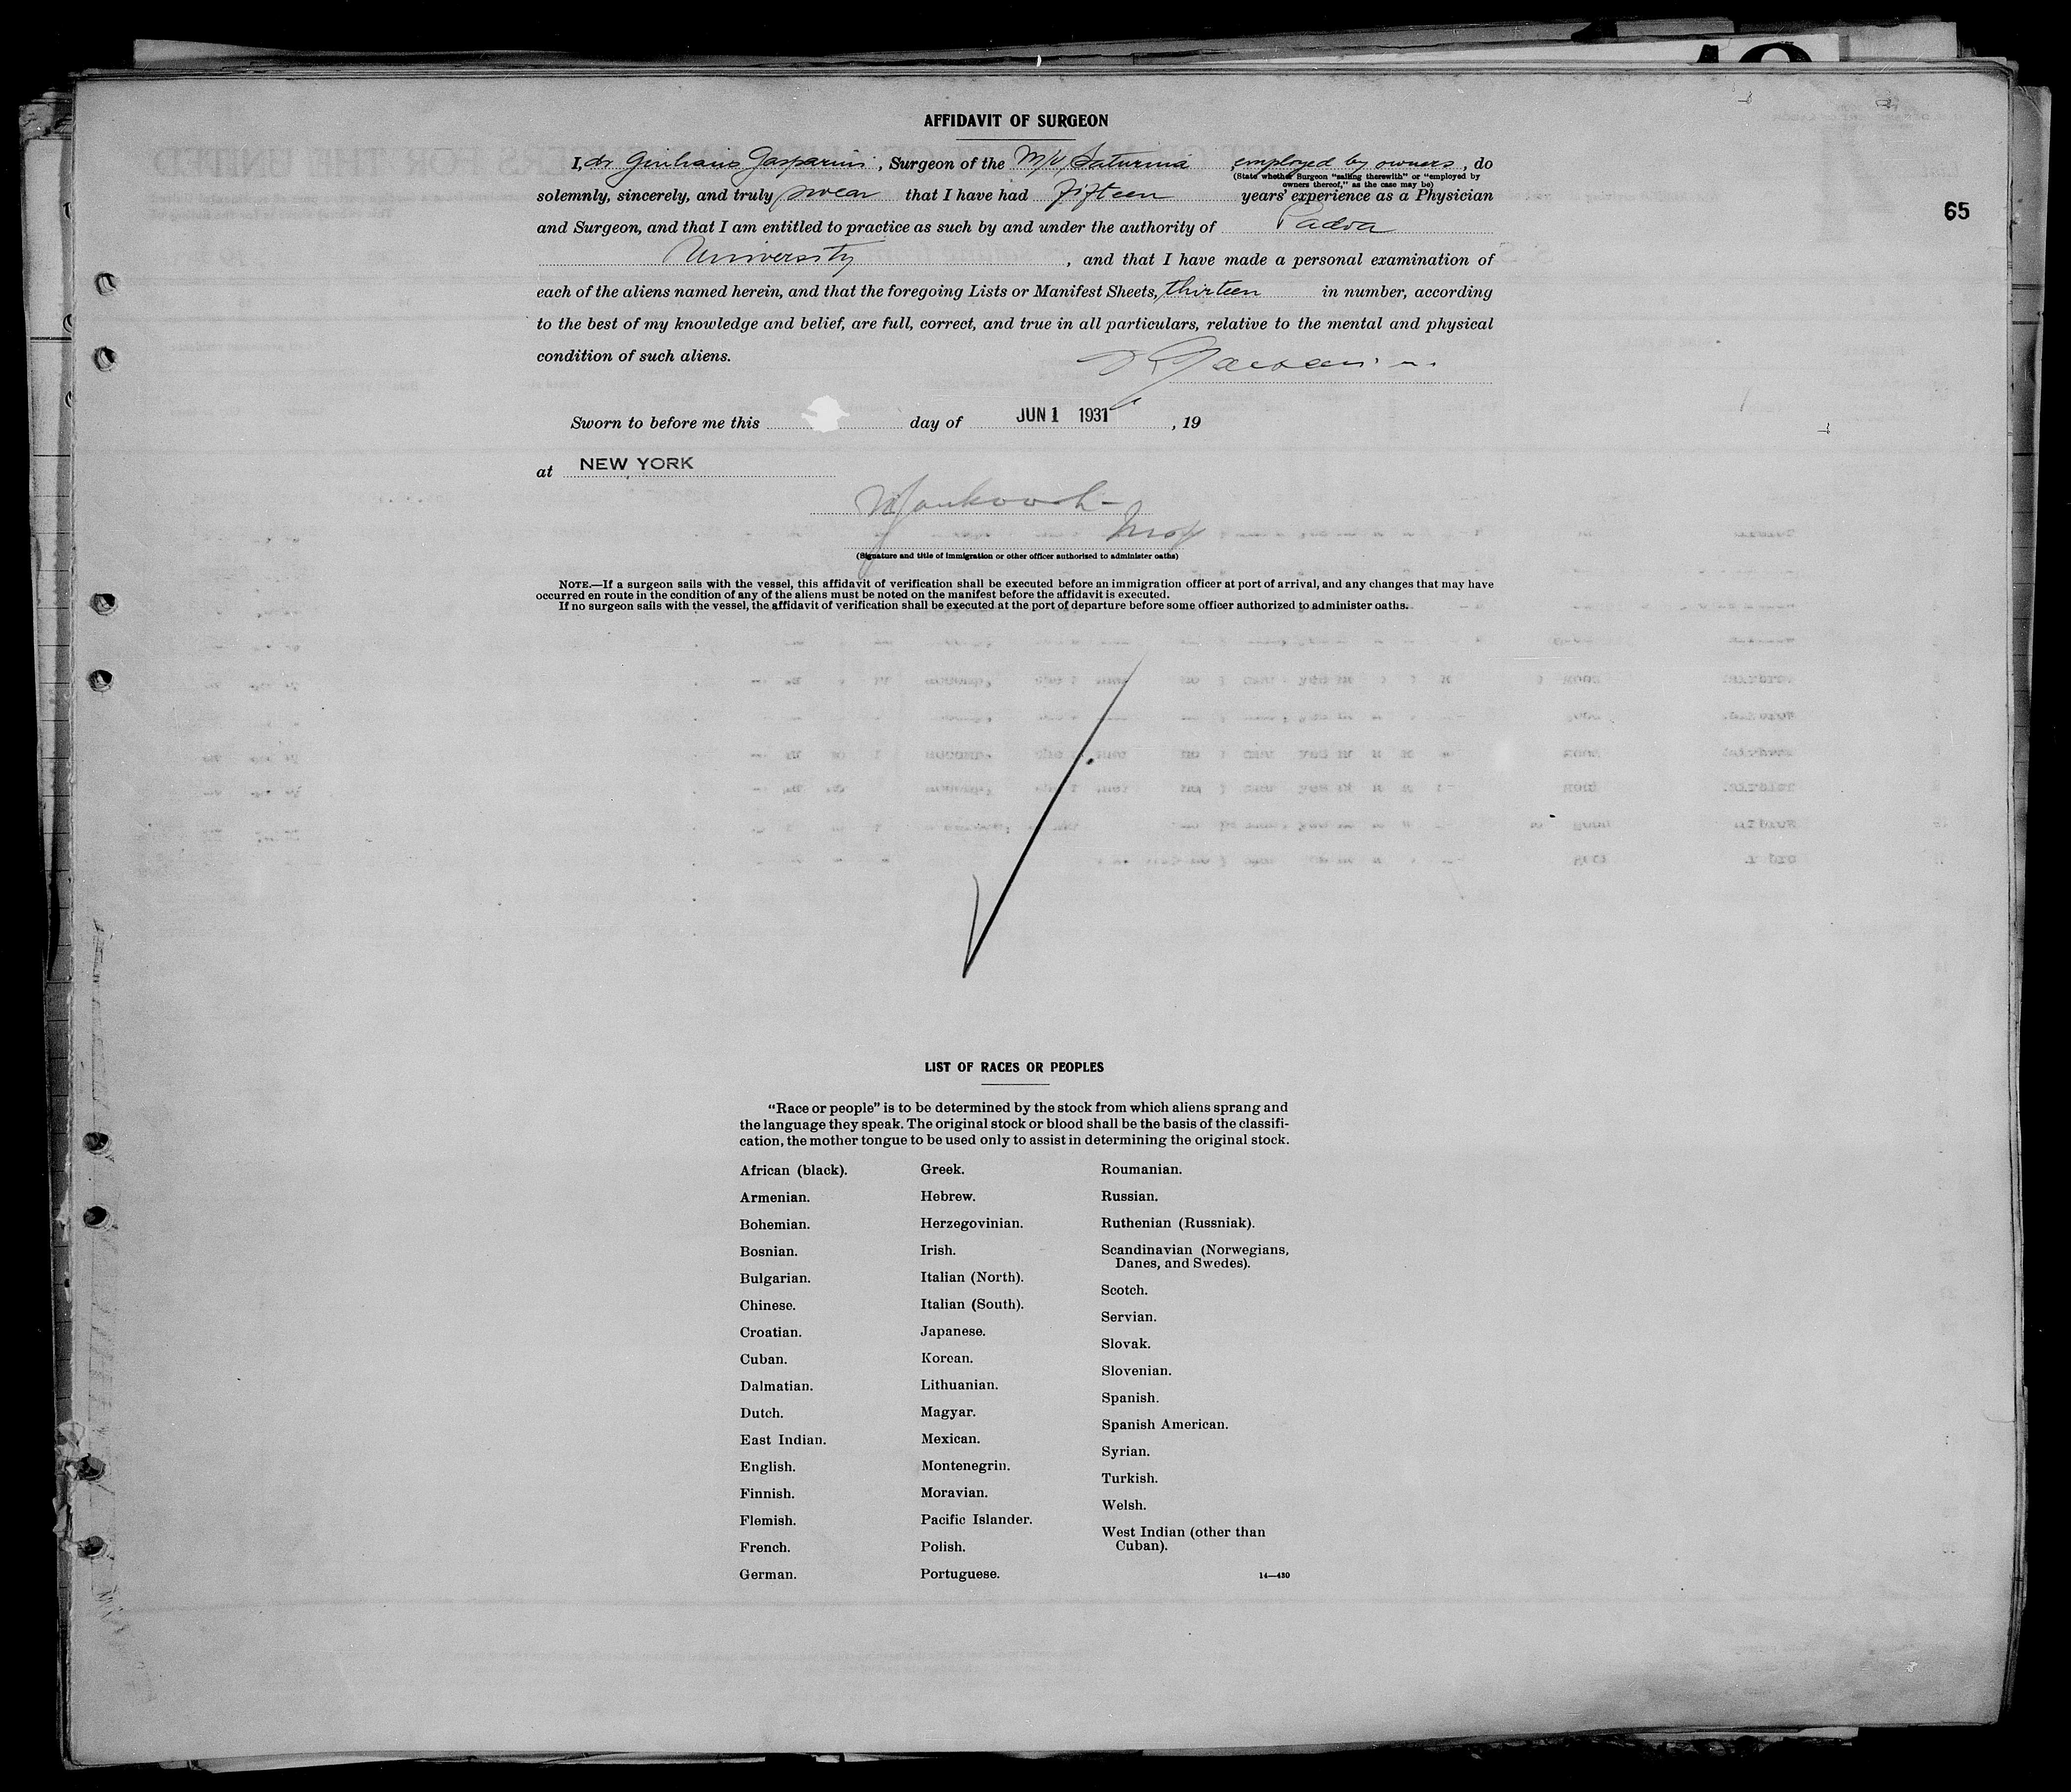 AFFIDAVIT OF SURGEON
I, dr Giuliano Gasparini, Surgeon of the M/V Saturnia, employed by owners, do
(State whether Surgeon "sailing therewith" or "employed by
owners thereof," as the case may be)
solemnly, sincerely, and truly swear that I have had fifteen years' experience as a Physician
and Surgeon, and that I am entitled to practice as such by and under the authority of Padva
University, and that I have made a personal examination of
each of the aliens named herein, and that the foregoing Lists or Manifest Sheets, thirteen in number, according
to the best of my knowledge and belief, are full, correct, and true in all particulars, relative to the mental and physical
condition of such aliens.
65
Sworn to before me this day of JUN 1 1931, 19
at NEW YORK
(Signature and title of immigration or other officer authorized to administer oaths)
NOTE.—If a surgeon sails with the vessel, this affidavit of verification shall be executed before an immigration officer at port of arrival, and any changes that may have
occurred en route in the condition of any of the aliens must be noted on the manifest before the affidavit is executed.
If no surgeon sails with the vessel, the affidavit of verification shall be executed at the port of departure before some officer authorized to administer oaths.
LIST OF RACES OR PEOPLES
"Race or people" is to be determined by the stock from which aliens sprang and
the language they speak. The original stock or blood shall be the basis of the classifi-
cation, the mother tongue to be used only to assist in determining the original stock.
African (black).
Armenian.
Bohemian.
Bosnian.
Bulgarian.
Chinese.
Croatian.
Cuban.
Dalmatian.
Dutch.
East Indian.
English.
Finnish.
Flemish.
French.
German.
Greek.
Hebrew.
Herzegovinian.
Irish.
Italian (North).
Italian (South).
Japanese.
Korean.
Lithuanian.
Magyar.
Mexican.
Montenegrin.
Moravian.
Pacific Islander.
Polish.
Portuguese.
Roumanian.
Russian.
Ruthenian (Russniak).
Scandinavian (Norwegians,
Danes, and Swedes).
Scotch.
Servian.
Slovak.
Slovenian.
Spanish.
Spanish American.
Syrian.
Turkish.
Welsh.
West Indian (other than
Cuban).
14—430